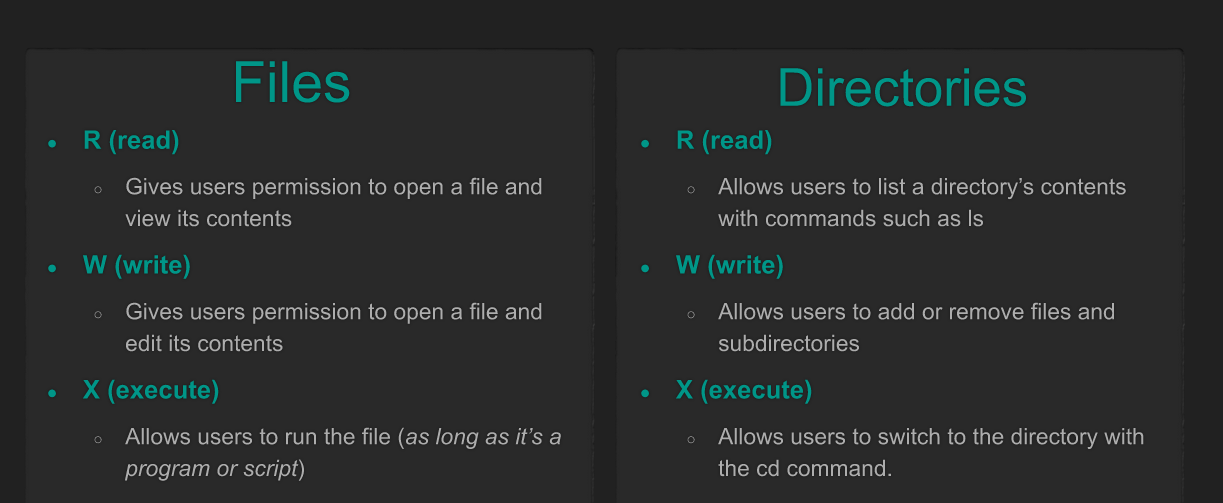 Files
• R (read)
○ Gives users permission to open a file and
view its contents
• W (write)
○ Gives users permission to open a file and
edit its contents
• X (execute)
○ Allows users to run the file (as long as it’s a
program or script)
Directories
• R (read)
○ Allows users to list a directory’s contents
with commands such as ls
• W (write)
○ Allows users to add or remove files and
subdirectories
• X (execute)
○ Allows users to switch to the directory with
the cd command.